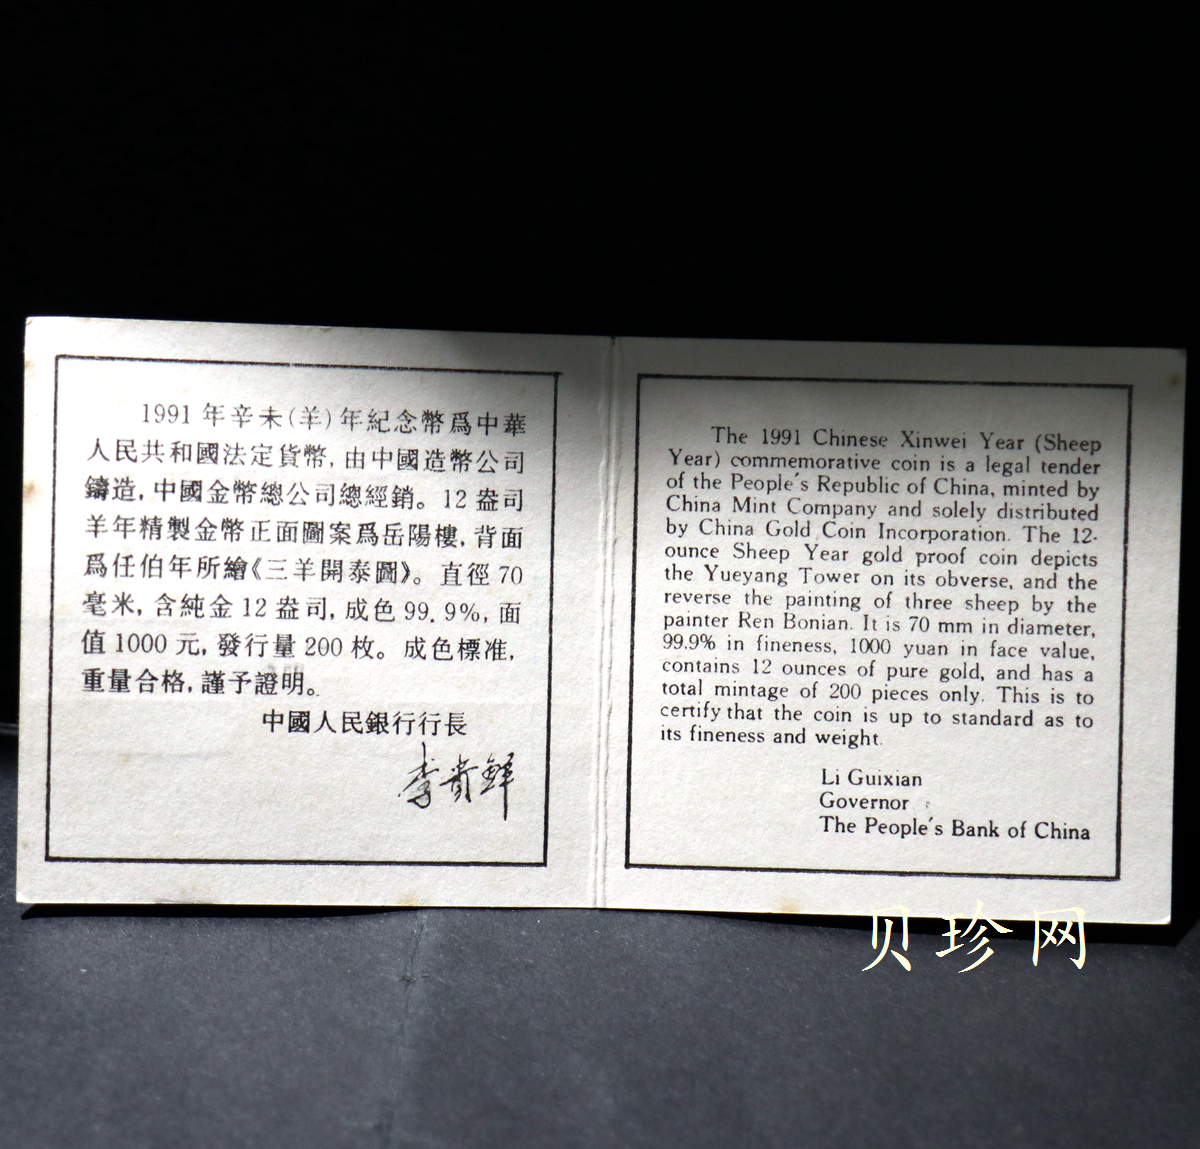 1991年辛未(羊)年紀念幣爲中華
人民共和國法定貨幣，由中國造幣公司
鑄造，中國金幣總公司總經銷。12盎司
羊年精製金幣正面圖案爲岳陽樓，背面
爲任伯年所繪《三羊開泰圖》。直徑70
毫米，含純金12盎司，成色99.9%，面
值1000元，發行量200枚。成色標准，
重量合格，謹予證明。
中國人民銀行行長
李貴鮮
The 1991 Chinese Xinwei Year (Sheep
Year) commemorative coin is a legal tender
of the People's Republic of China, minted by
China Mint Company and solely distributed
by China Gold Coin Incorporation. The 12-
ounce Sheep Year gold proof coin depicts
the Yueyang Tower on its obverse, and the
reverse the painting of three sheep by the
painter Ren Bonian. It is 70 mm in diameter,
99.9% in fineness, 1000 yuan in face value,
contains 12 ounces of pure gold, and has a
total mintage of 200 pieces only. This is to
certify that the coin is up to standard as to
its fineness and weight.
Li Guixian
Governor
The People's Bank of China
贝珍网